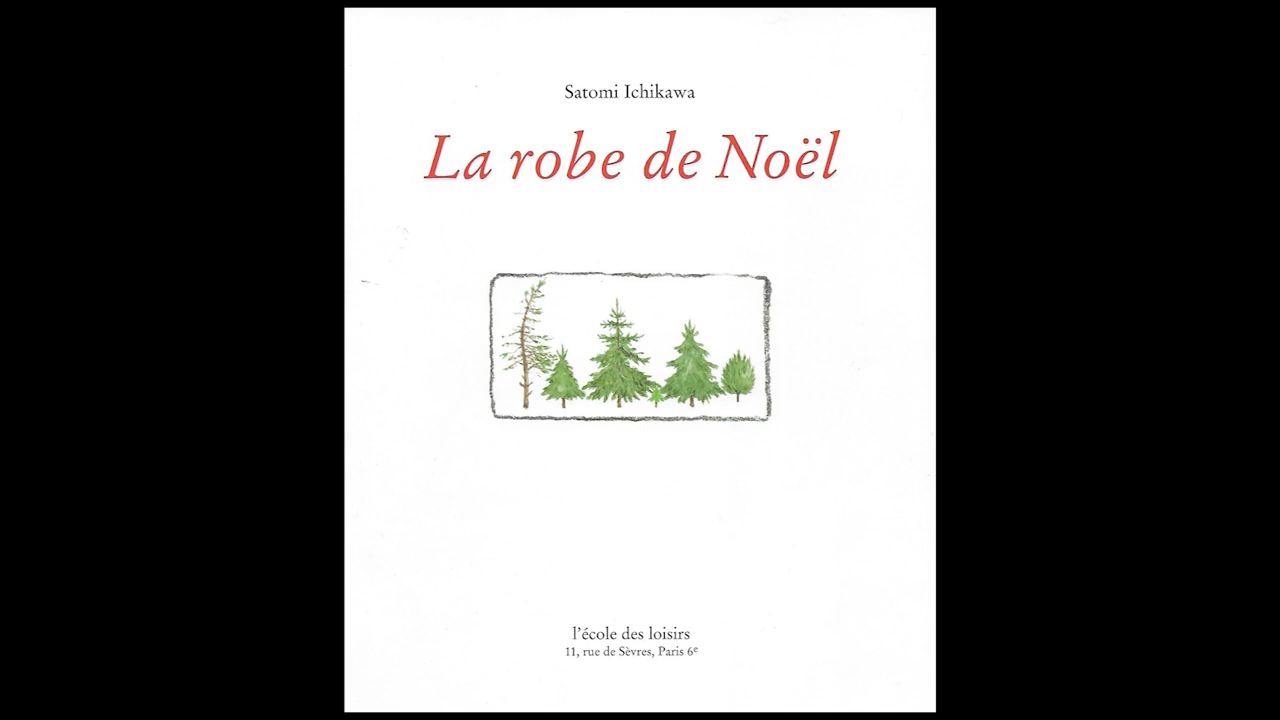 Satomi Ichikawa
La robe de Noël
l'école des loisirs
11, rue de Sèvres, Paris 6ᵉ